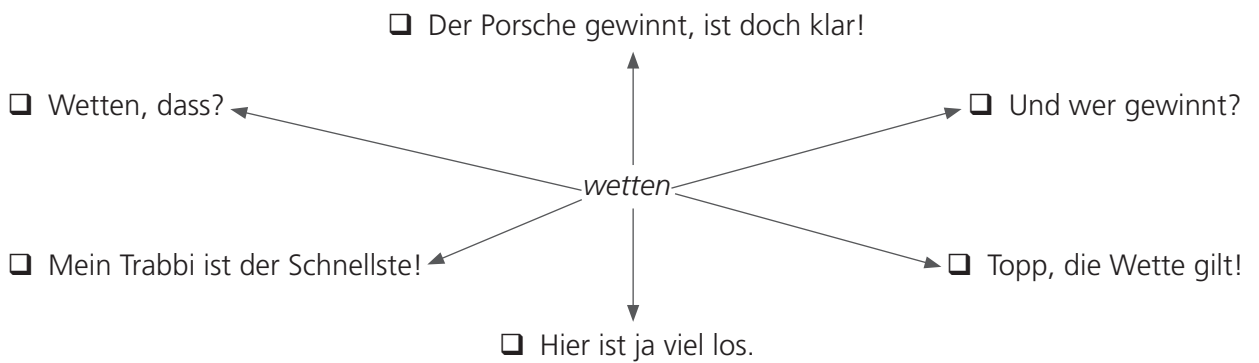 ❑ Der Porsche gewinnt, ist doch klar!
❑ Wetten, dass?
❑ Und wer gewinnt?
wetten
❑ Mein Trabbi ist der Schnellste!
❑ Topp, die Wette gilt!
❑ Hier ist ja viel los.